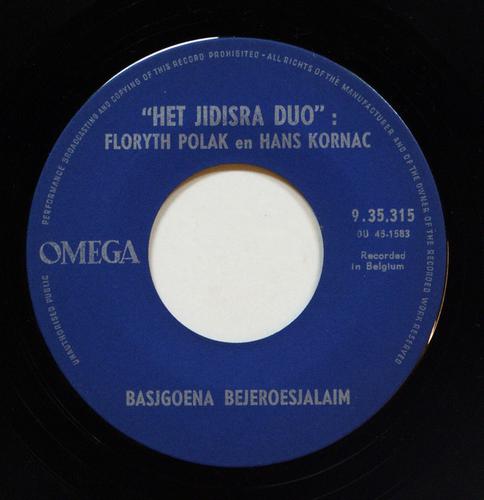 UNAUTHORISED PUBLIC PERFORMANCE BROADCASTING AND COPYING OF THIS RECORD PROHIBITED - ALL RIGHTS OF THE MANUFACTURER AND OF THE OWNER OF THE RECORDED WORK RESERVED
"HET JIDISRA DUO" :
FLORYTH POLAK en HANS KORNAC
9.35.315
OU 45-1583
OMEGA
Recorded
in Belgium
BASJGOENA BEJEROESJALAIM